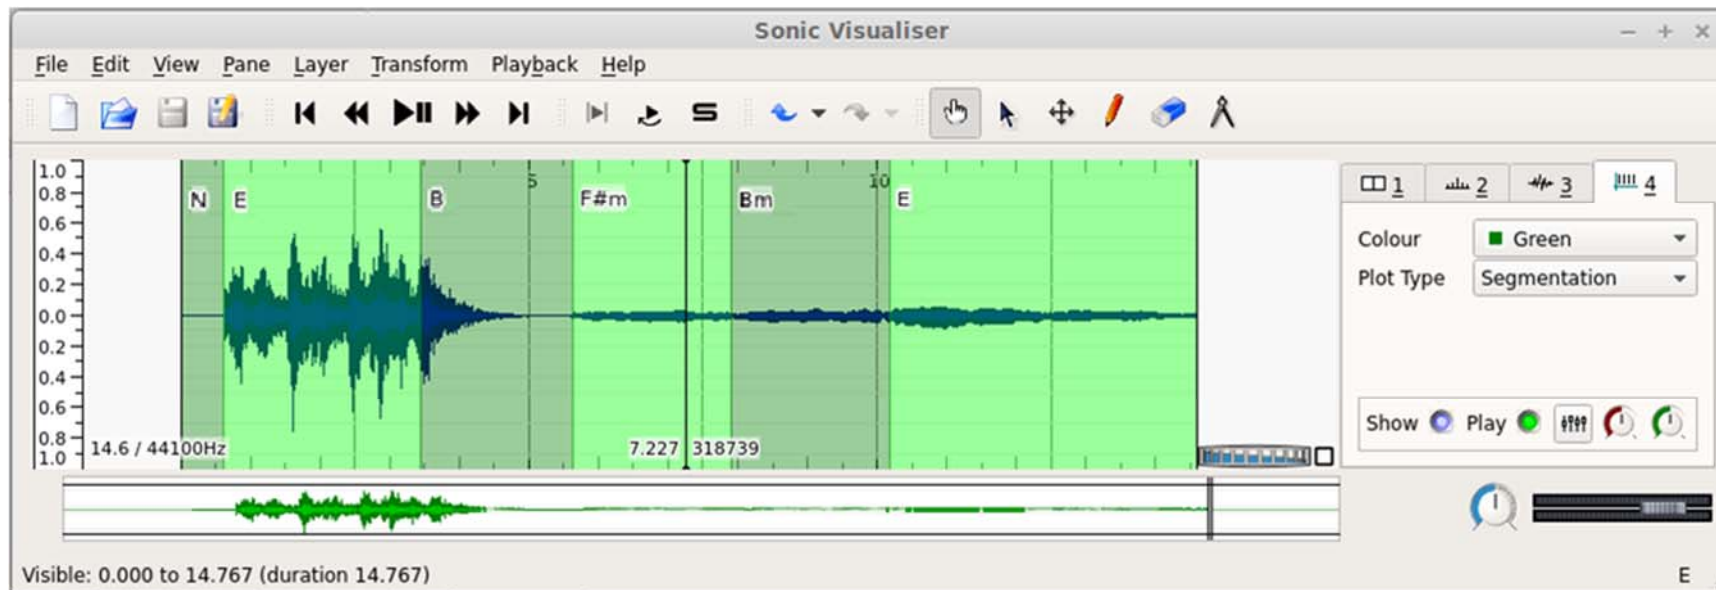 Sonic Visualiser
File Edit View Pane Layer Transform Playback Help
1.0
0.8
0.6
0.4
0.2
0.0
0.2
0.4
0.6
0.8
1.0
5
10
N E B F#m Bm E
14.6 / 44100Hz
7.227 318739
1 2 3 4
Colour Green
Plot Type Segmentation
Show Play
Visible: 0.000 to 14.767 (duration 14.767)
E